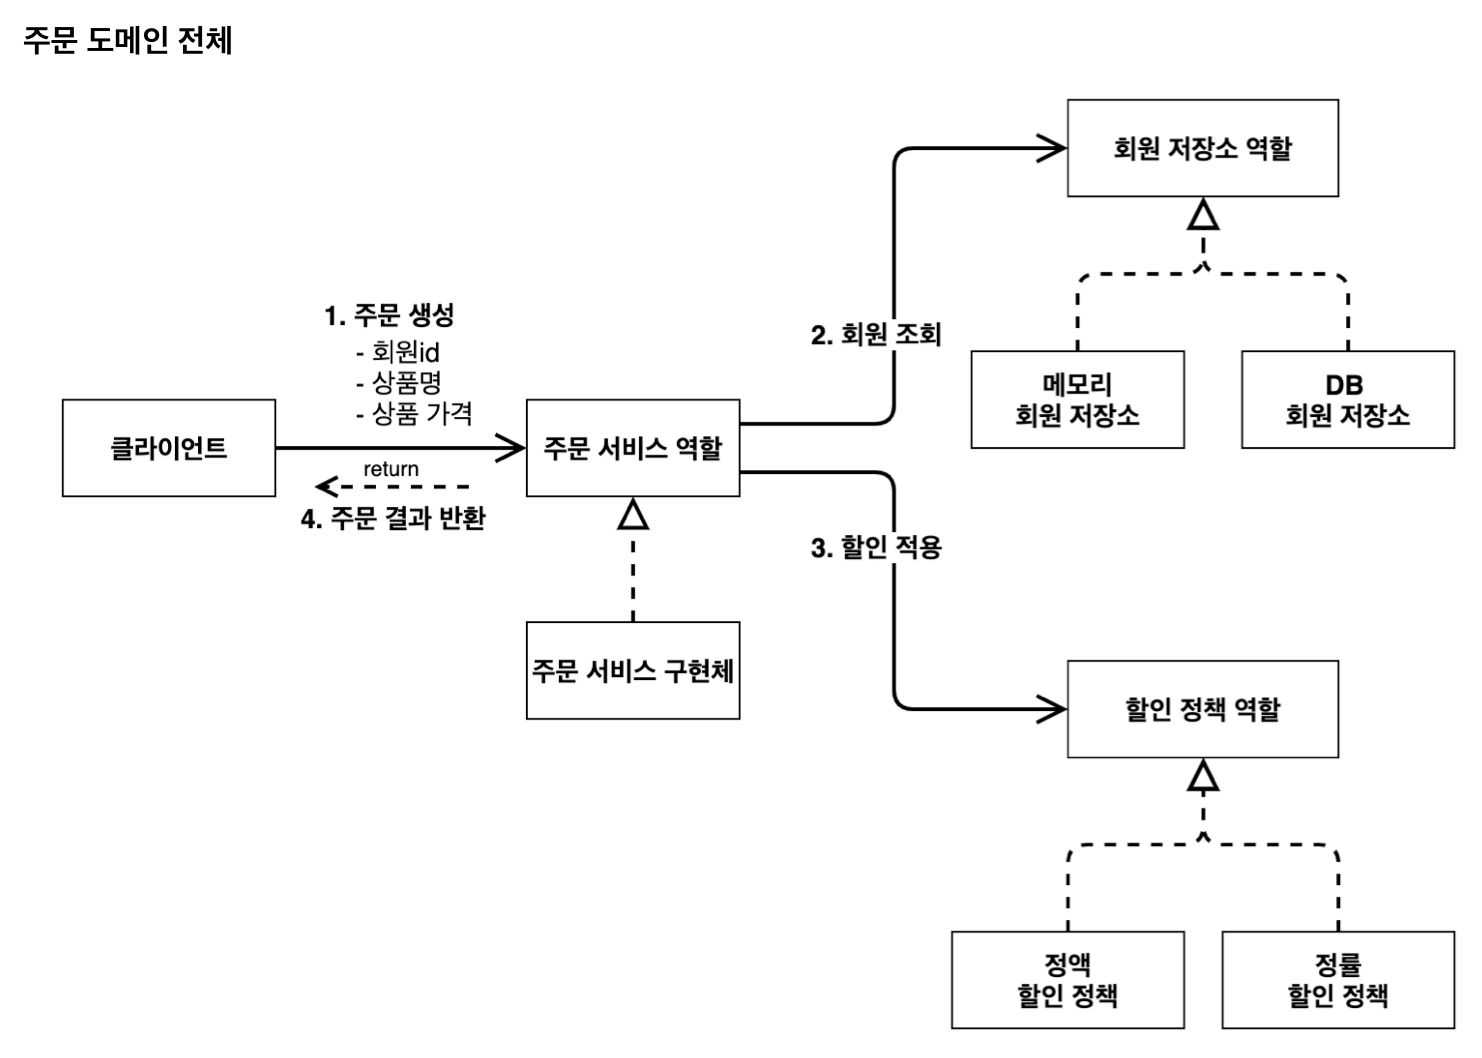 주문 도메인 전체
회원 저장소 역할
1. 주문 생성
- 회원id
- 상품명
- 상품 가격
2. 회원 조회
메모리
회원 저장소
DB
회원 저장소
클라이언트
주문 서비스 역할
return
4. 주문 결과 반환
3. 할인 적용
주문 서비스 구현체
할인 정책 역할
정액
할인 정책
정률
할인 정책